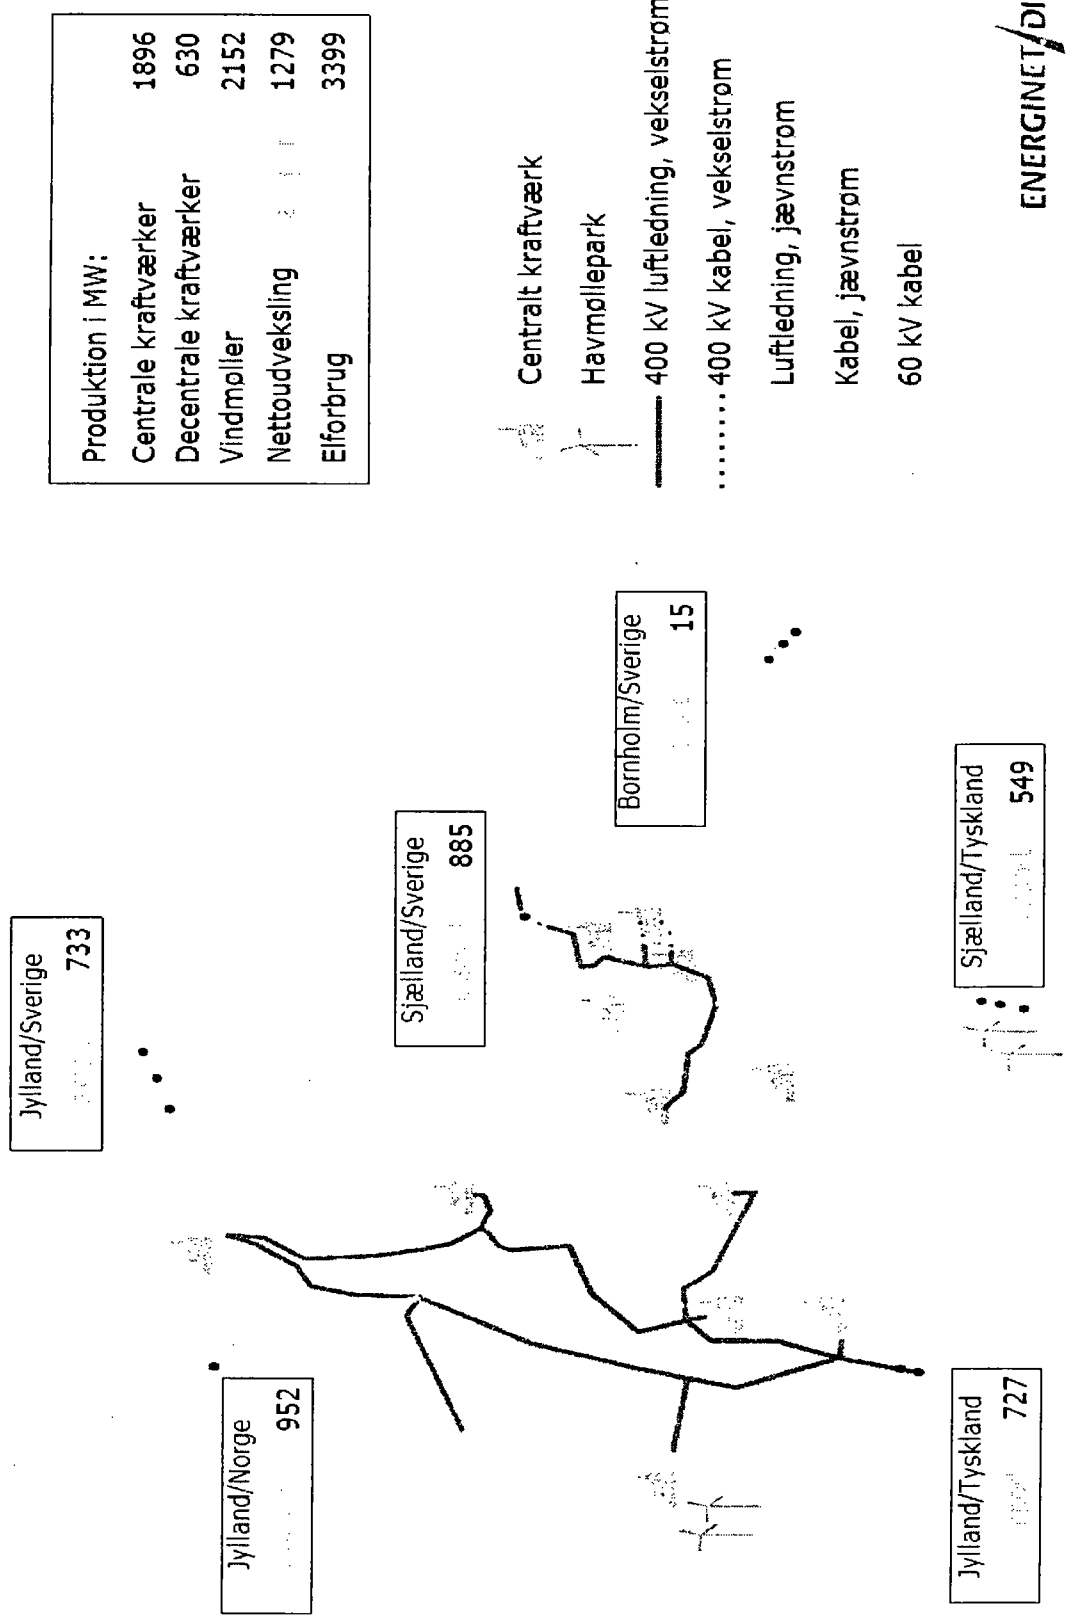 Produktion i MW:
Centrale kraftværker 1896
Decentrale kraftværker 630
Vindmøller 2152
Nettoudveksling 1279
Elforbrug 3399
Centralt kraftværk
Havmøllepark
400 kV luftledning, vekselstrøm
400 kV kabel, vekselstrøm
Luftledning, jævnstrøm
Kabel, jævnstrøm
60 kV kabel
Jylland/Sverige
733
Jylland/Norge
952
Sjælland/Sverige
885
Bornholm/Sverige
15
Sjælland/Tyskland
549
Jylland/Tyskland
727
ENERGINET/D